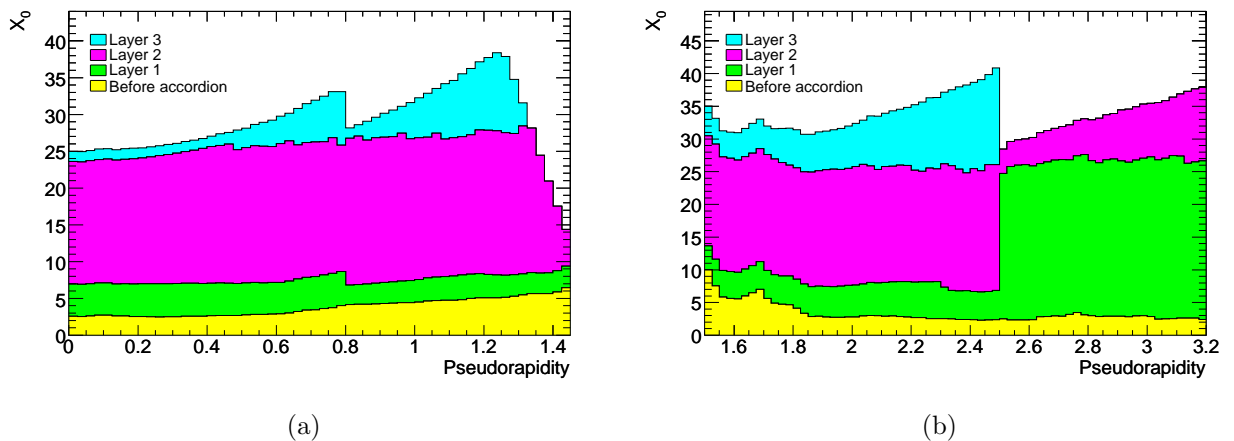 X0
40
35
30
25
20
15
10
5
0
Layer 3
Layer 2
Layer 1
Before accordion
0 0.2 0.4 0.6 0.8 1 1.2 1.4
Pseudorapidity
(a)
X0
45
40
35
30
25
20
15
10
5
0
Layer 3
Layer 2
Layer 1
Before accordion
1.6 1.8 2 2.2 2.4 2.6 2.8 3 3.2
Pseudorapidity
(b)